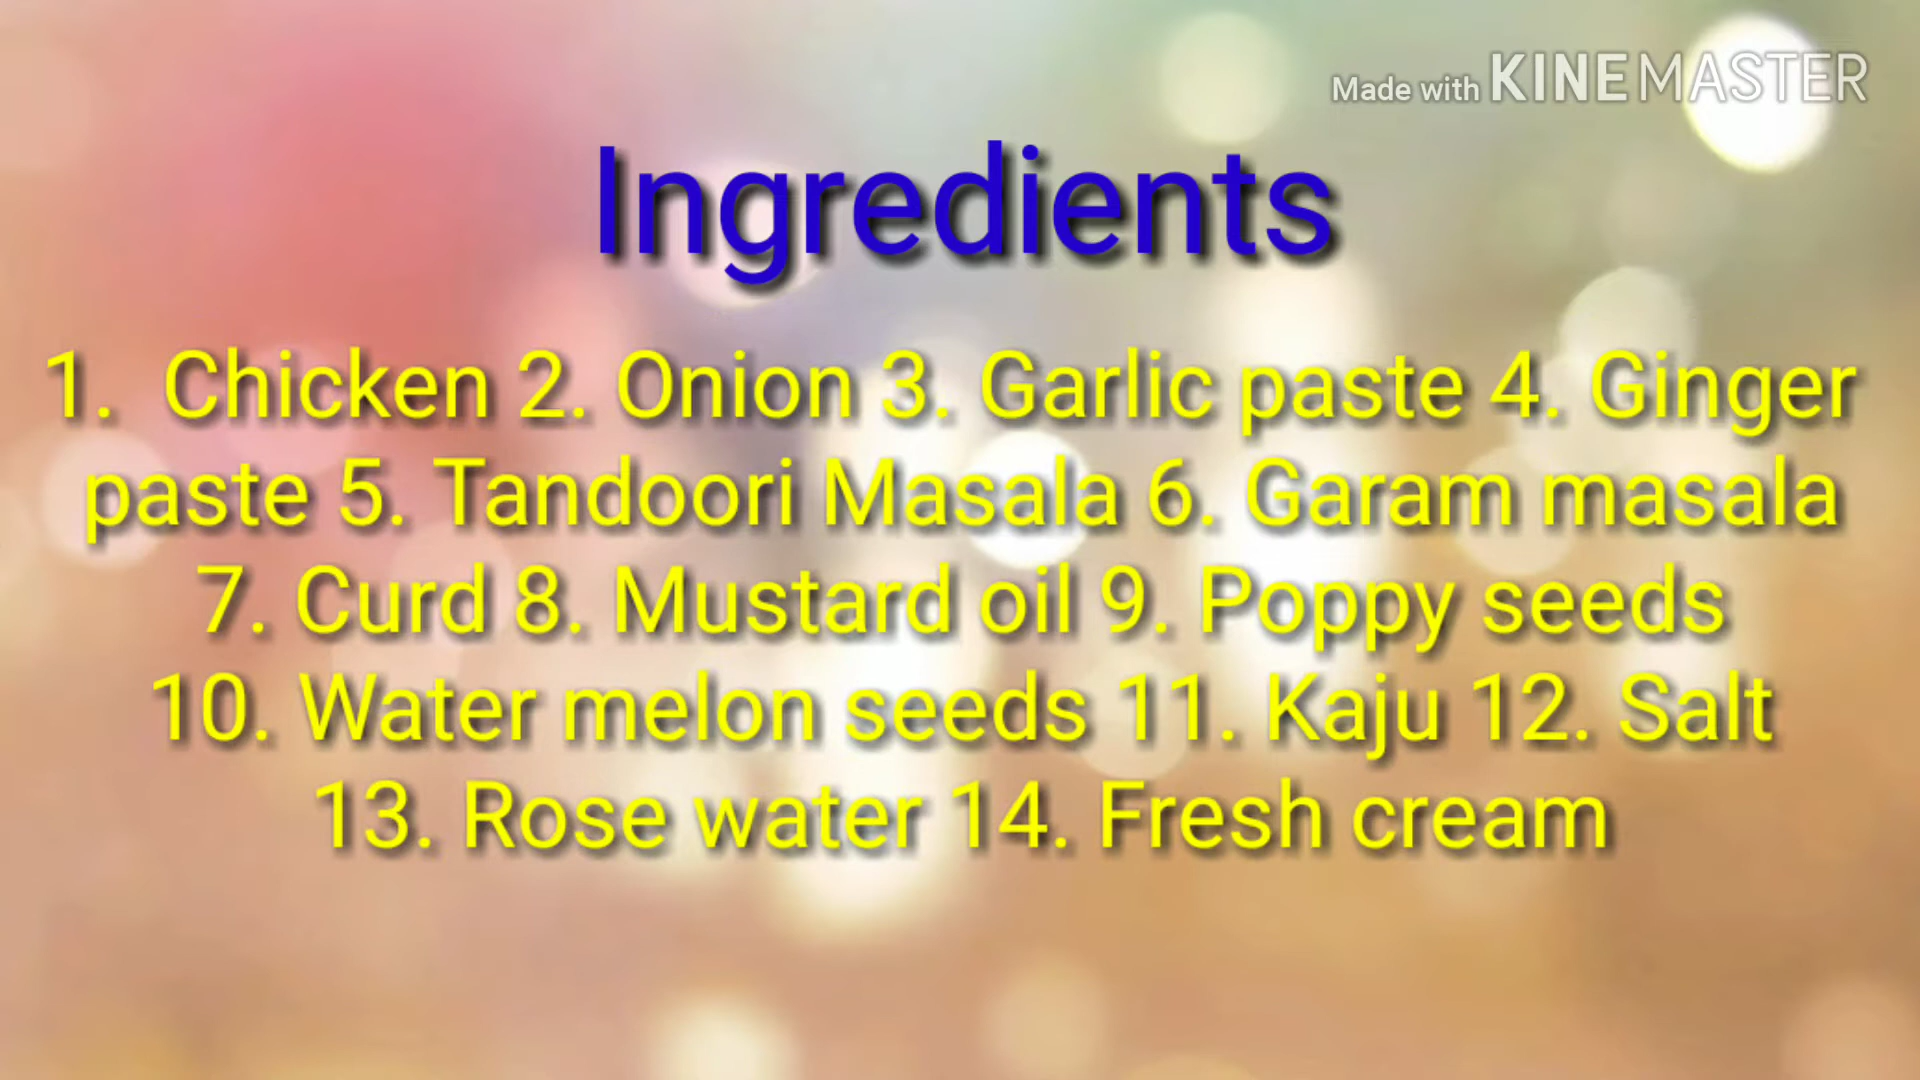 Made with KINEMASTER
Ingredients
1. Chicken 2. Onion 3. Garlic paste 4. Ginger
paste 5. Tandoori Masala 6. Garam masala
7. Curd 8. Mustard oil 9. Poppy seeds
10. Water melon seeds 11. Kaju 12. Salt
13. Rose water 14. Fresh cream